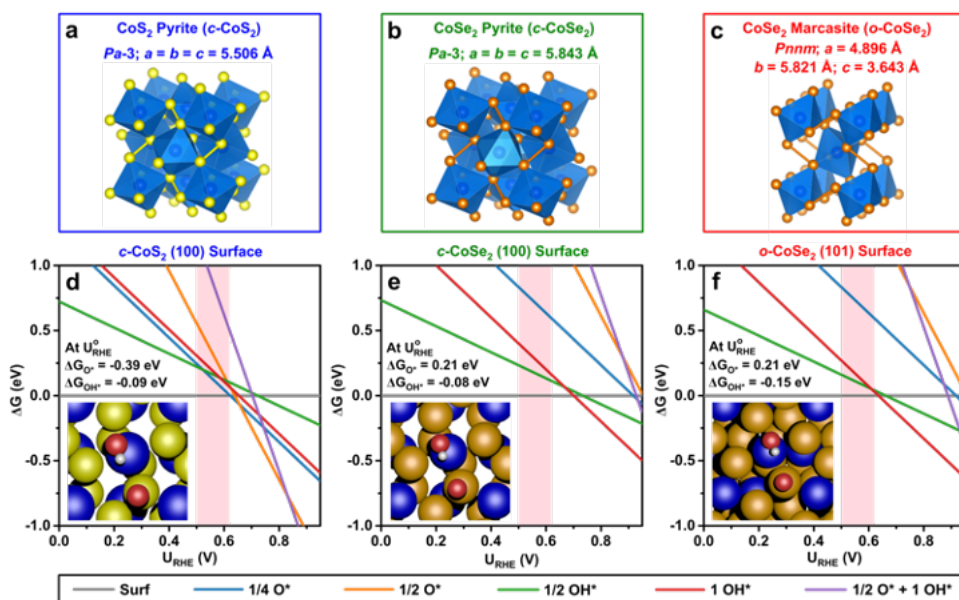 a
CoS₂ Pyrite (c-CoS₂)
Pa-3; a = b = c = 5.506 Å
b
CoSe₂ Pyrite (c-CoSe₂)
Pa-3; a = b = c = 5.843 Å
c
CoSe₂ Marcasite (o-CoSe₂)
Pnnm; a = 4.896 Å
b = 5.821 Å; c = 3.643 Å
c-CoS₂ (100) Surface
c-CoSe₂ (100) Surface
o-CoSe₂ (101) Surface
d
At U°RHE
ΔGO* = -0.39 eV
ΔGOH* = -0.09 eV
e
At U°RHE
ΔGO* = 0.21 eV
ΔGOH* = -0.08 eV
f
At U°RHE
ΔGO* = 0.21 eV
ΔGOH* = -0.15 eV
ΔG (eV)
1.0
0.5
0.0
-0.5
-1.0
0.0 0.2 0.4 0.6 0.8
0.0 0.2 0.4 0.6 0.8
0.0 0.2 0.4 0.6 0.8
URHE (V)
URHE (V)
URHE (V)
Surf
1/4 O*
1/2 O*
1/2 OH*
1 OH*
1/2 O* + 1 OH*